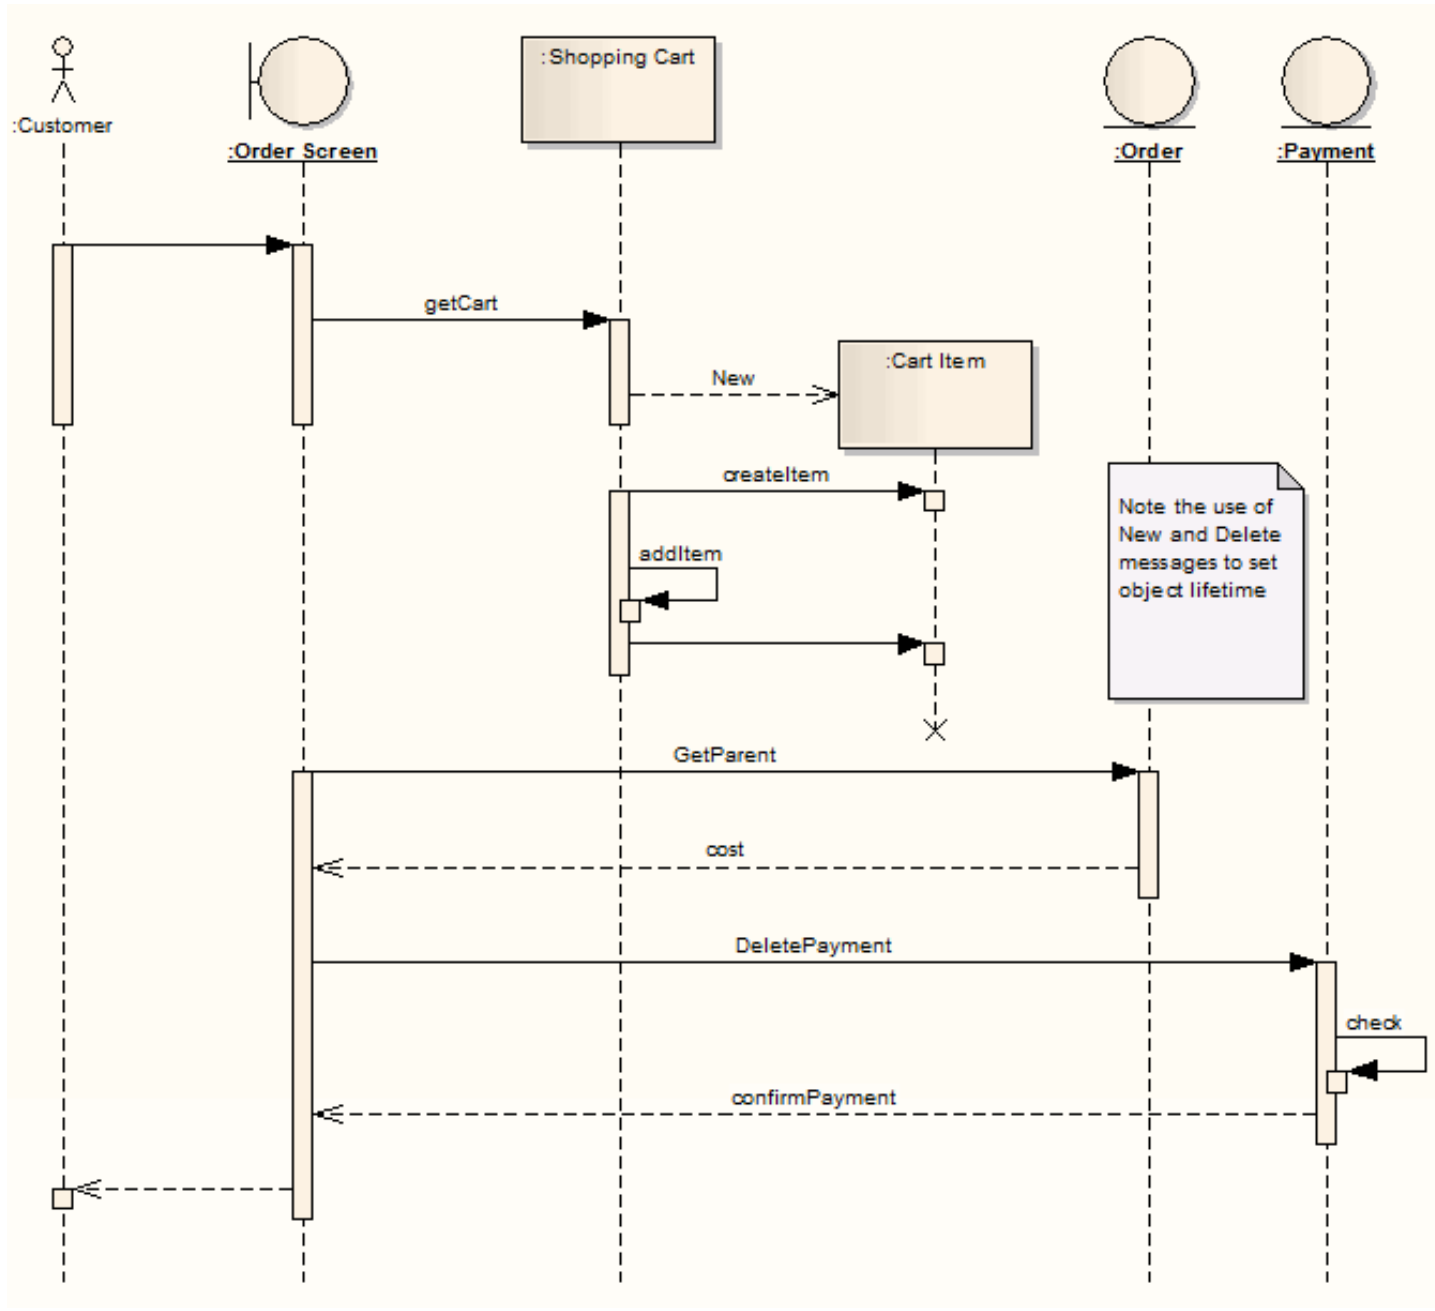 :Shopping Cart
:Customer
:Order Screen
:Order
:Payment
getCart
:Cart Item
New
createItem
Note the use of
New and Delete
messages to set
object lifetime
addItem
GetParent
cost
DeletePayment
check
confirmPayment